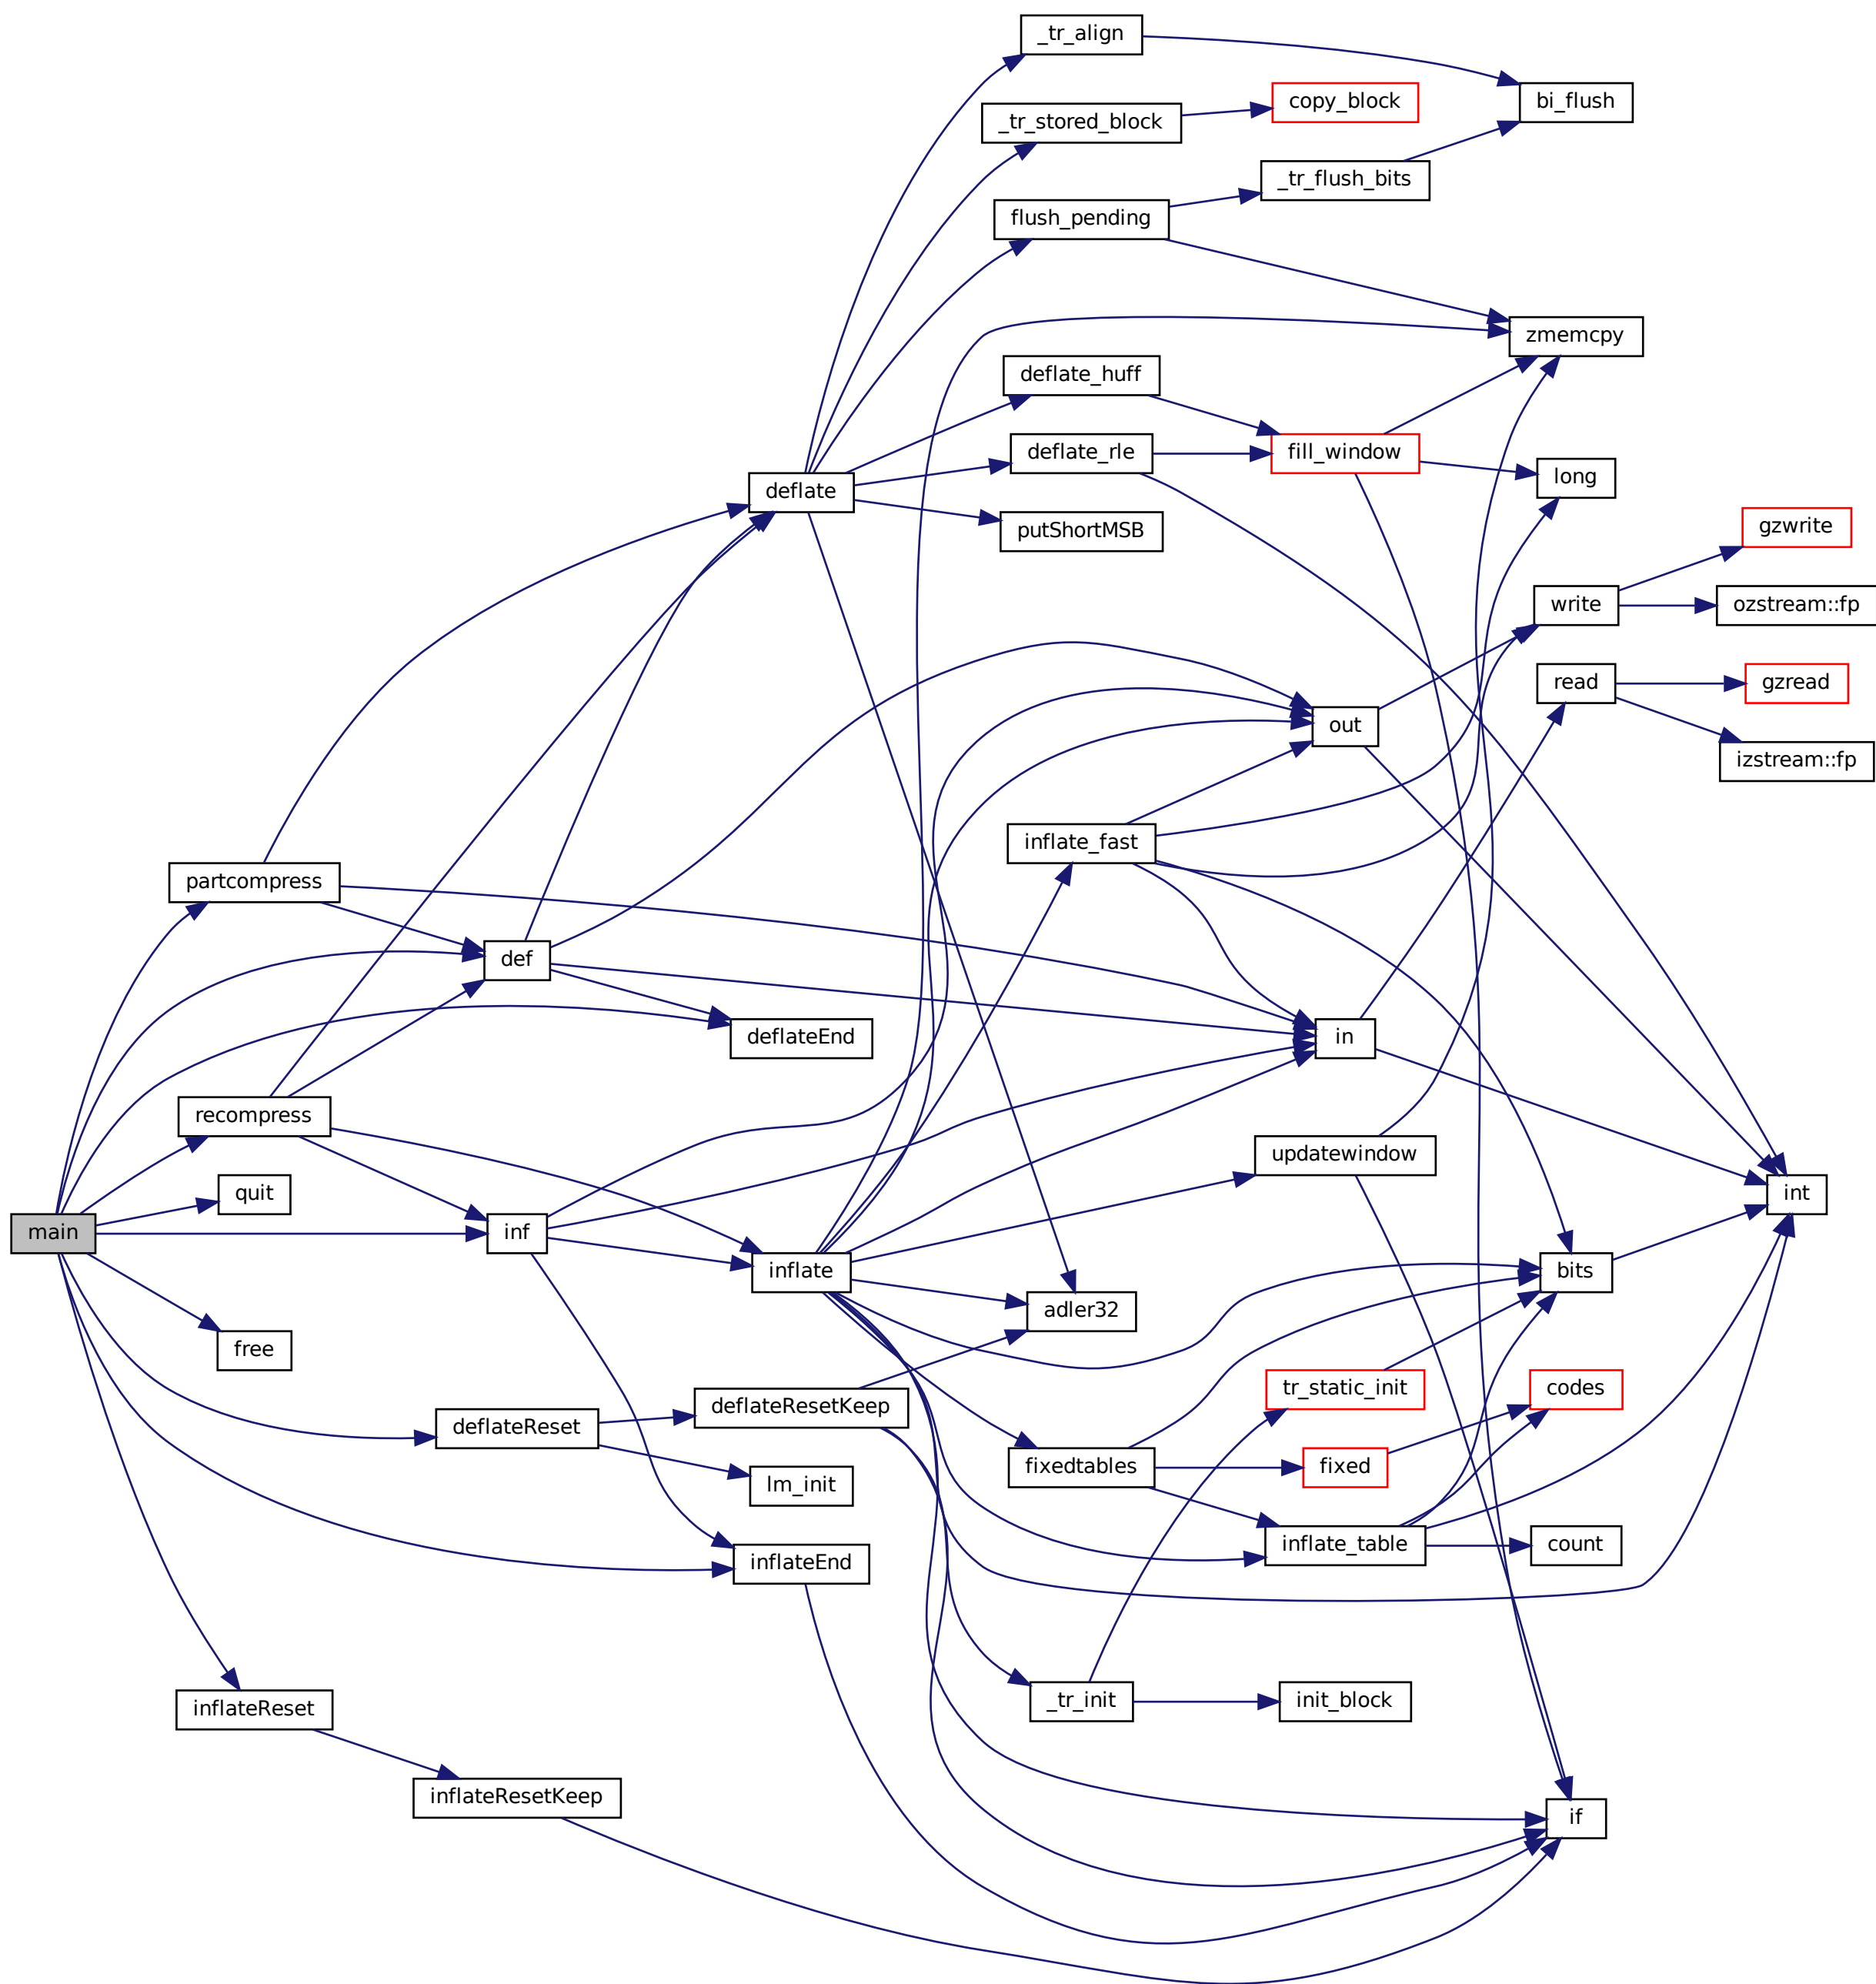 _tr_align
copy_block
bi_flush
_tr_stored_block
_tr_flush_bits
flush_pending
zmemcpy
deflate_huff
deflate_rle
fill_window
long
deflate
putShortMSB
gzwrite
write
ozstream::fp
read
gzread
out
izstream::fp
inflate_fast
partcompress
def
deflateEnd
in
recompress
updatewindow
quit
int
main
inf
inflate
bits
adler32
free
tr_static_init
codes
deflateResetKeep
deflateReset
fixedtables
fixed
lm_init
inflate_table
count
inflateEnd
_tr_init
init_block
inflateReset
inflateResetKeep
if